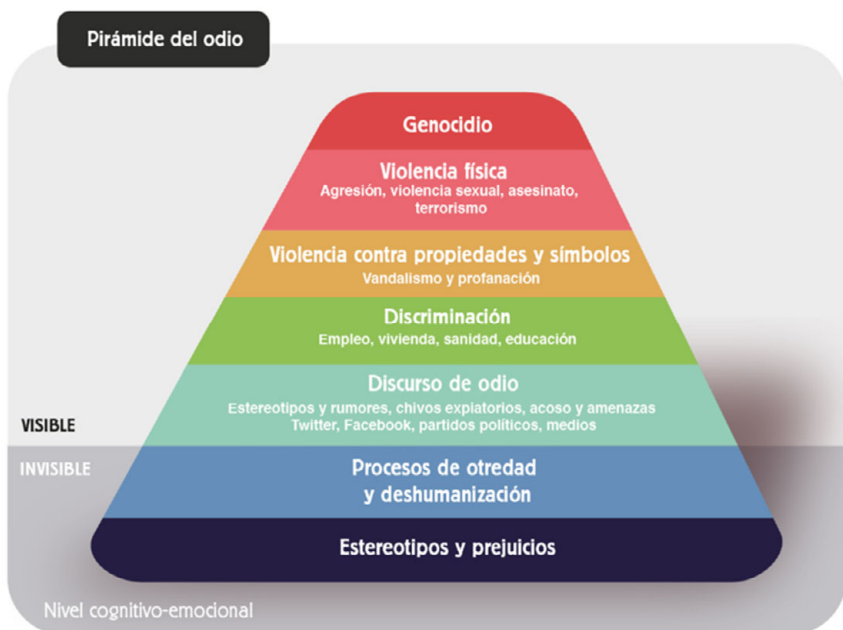 Pirámide del odio
Genocidio
Violencia física
Agresión, violencia sexual, asesinato,
terrorismo
Violencia contra propiedades y símbolos
Vandalismo y profanación
Discriminación
Empleo, vivienda, sanidad, educación
Discurso de odio
Estereotipos y rumores, chivos expiatorios, acoso y amenazas
Twitter, Facebook, partidos políticos, medios
VISIBLE
INVISIBLE
Procesos de otredad
y deshumanización
Estereotipos y prejuicios
Nivel cognitivo-emocional